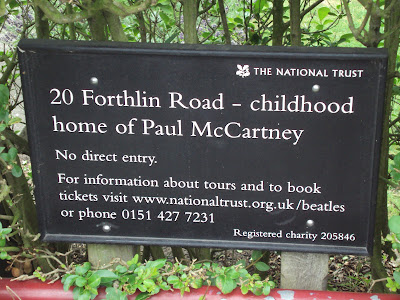 THE NATIONAL TRUST
20 Forthlin Road – childhood
home of Paul McCartney
No direct entry.
For information about tours and to book
tickets visit www.nationaltrust.org.uk/beatles
or phone 0151 427 7231
Registered charity 205846